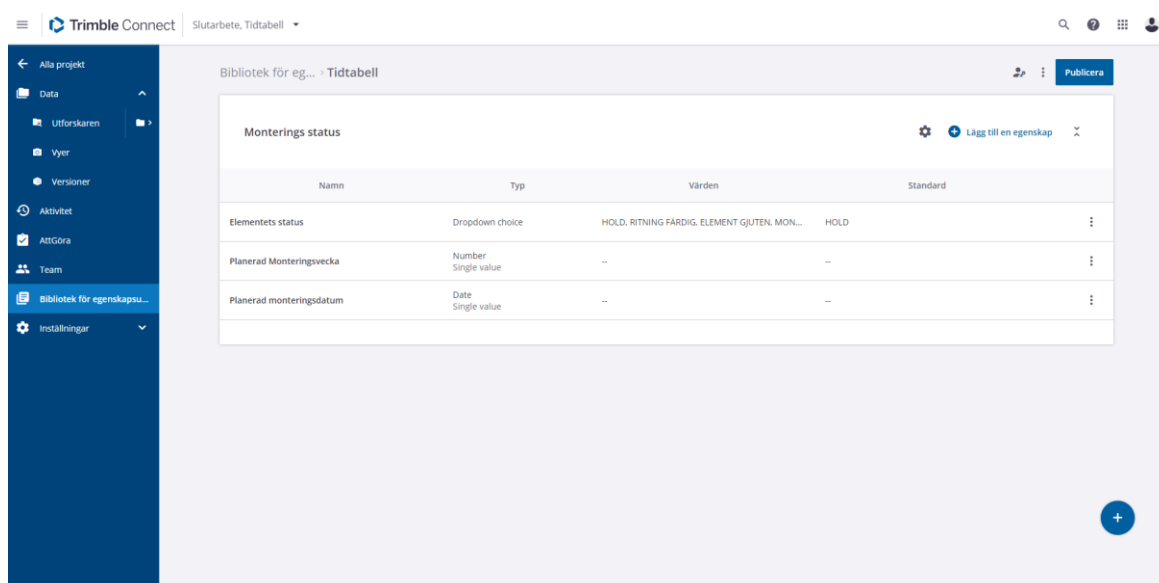 Trimble Connect Slutarbete, Tidtabell
Alla projekt
Data
Utforskaren
Vyer
Versioner
Aktivitet
AttGöra
Team
Bibliotek för egenskapsu...
Inställningar
Bibliotek för eg... › Tidtabell
Publicera
Monterings status
Lägg till en egenskap
Namn Typ Värden Standard
Elementets status Dropdown choice HOLD, RITNING FÄRDIG, ELEMENT GJUTEN, MON... HOLD
Planerad Monteringsvecka Number Single value -- --
Planerad monteringsdatum Date Single value -- --